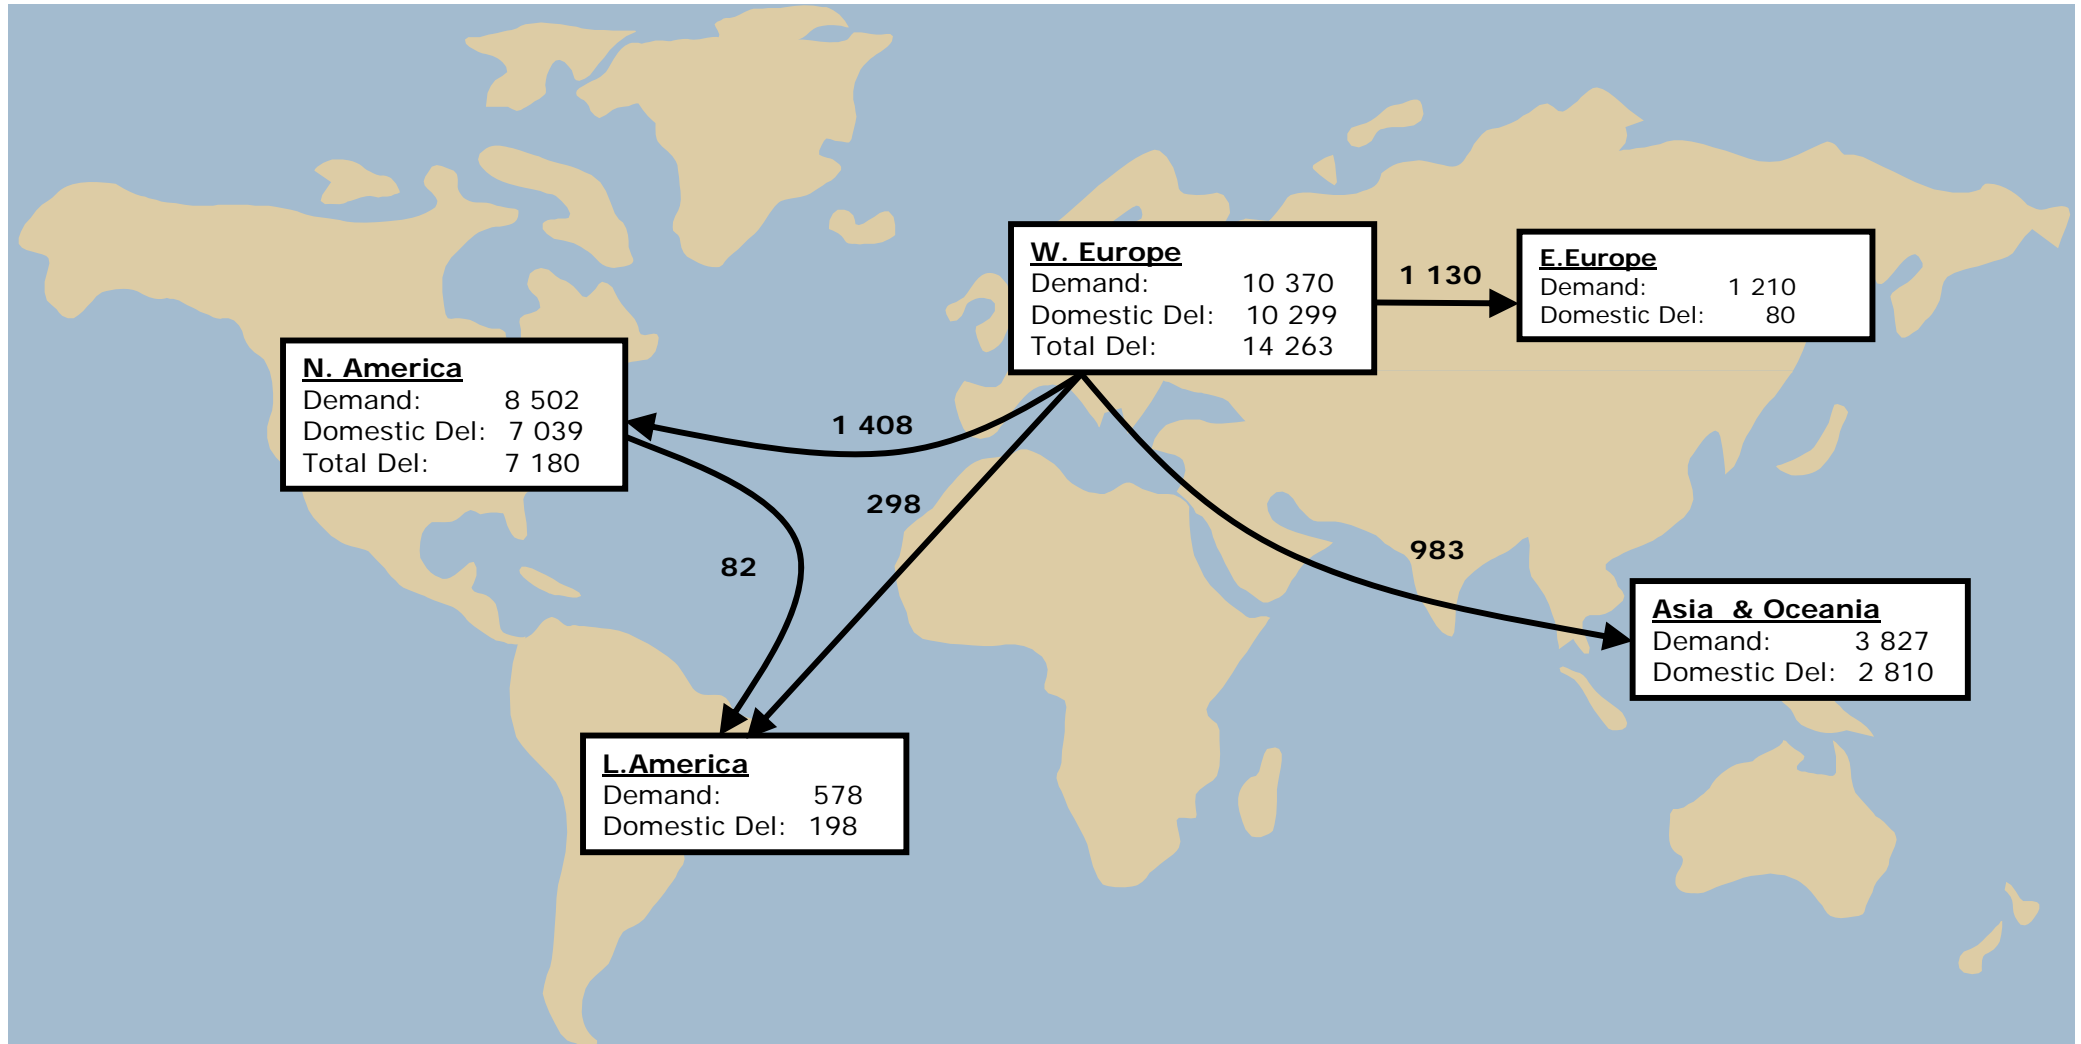 W. Europe
Demand: 10 370
Domestic Del: 10 299
Total Del: 14 263
1 130
E.Europe
Demand: 1 210
Domestic Del: 80
N. America
Demand: 8 502
Domestic Del: 7 039
Total Del: 7 180
1 408
298
82
983
Asia & Oceania
Demand: 3 827
Domestic Del: 2 810
L.America
Demand: 578
Domestic Del: 198